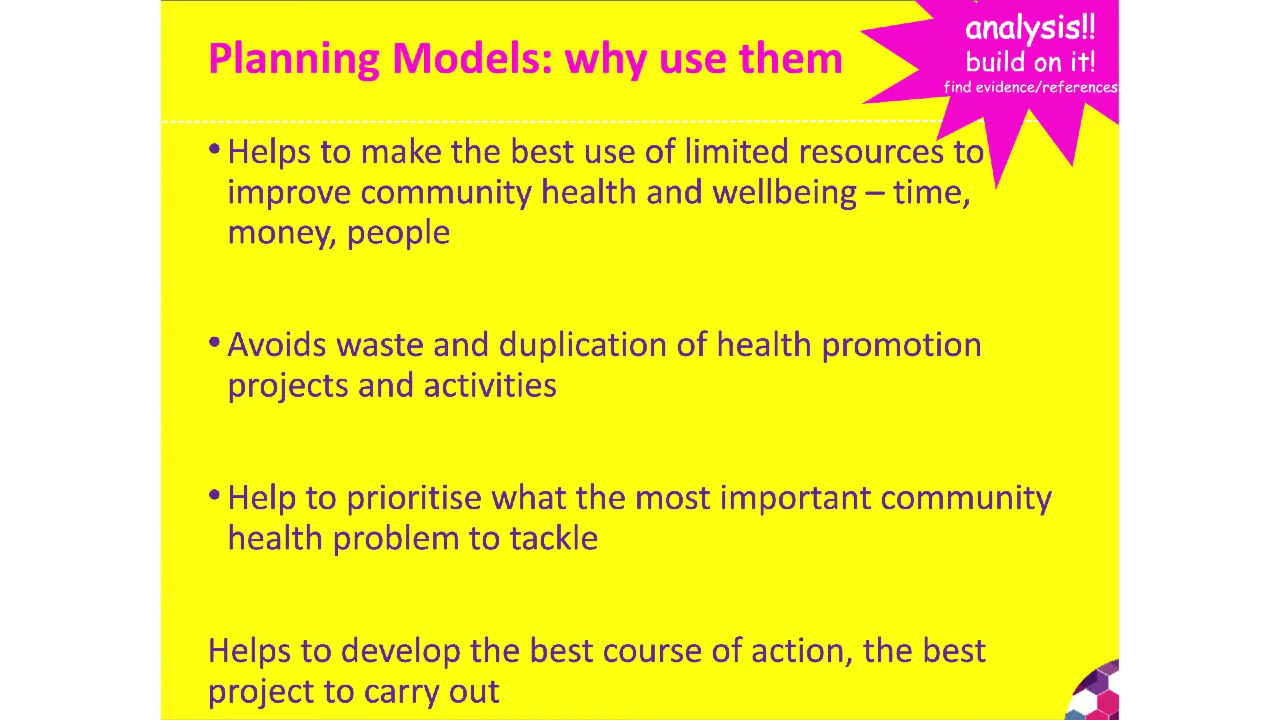 Planning Models: why use them
analysis!!
build on it!
find evidence/references
•Helps to make the best use of limited resources to
improve community health and wellbeing – time,
money, people
•Avoids waste and duplication of health promotion
projects and activities
•Help to prioritise what the most important community
health problem to tackle
Helps to develop the best course of action, the best
project to carry out